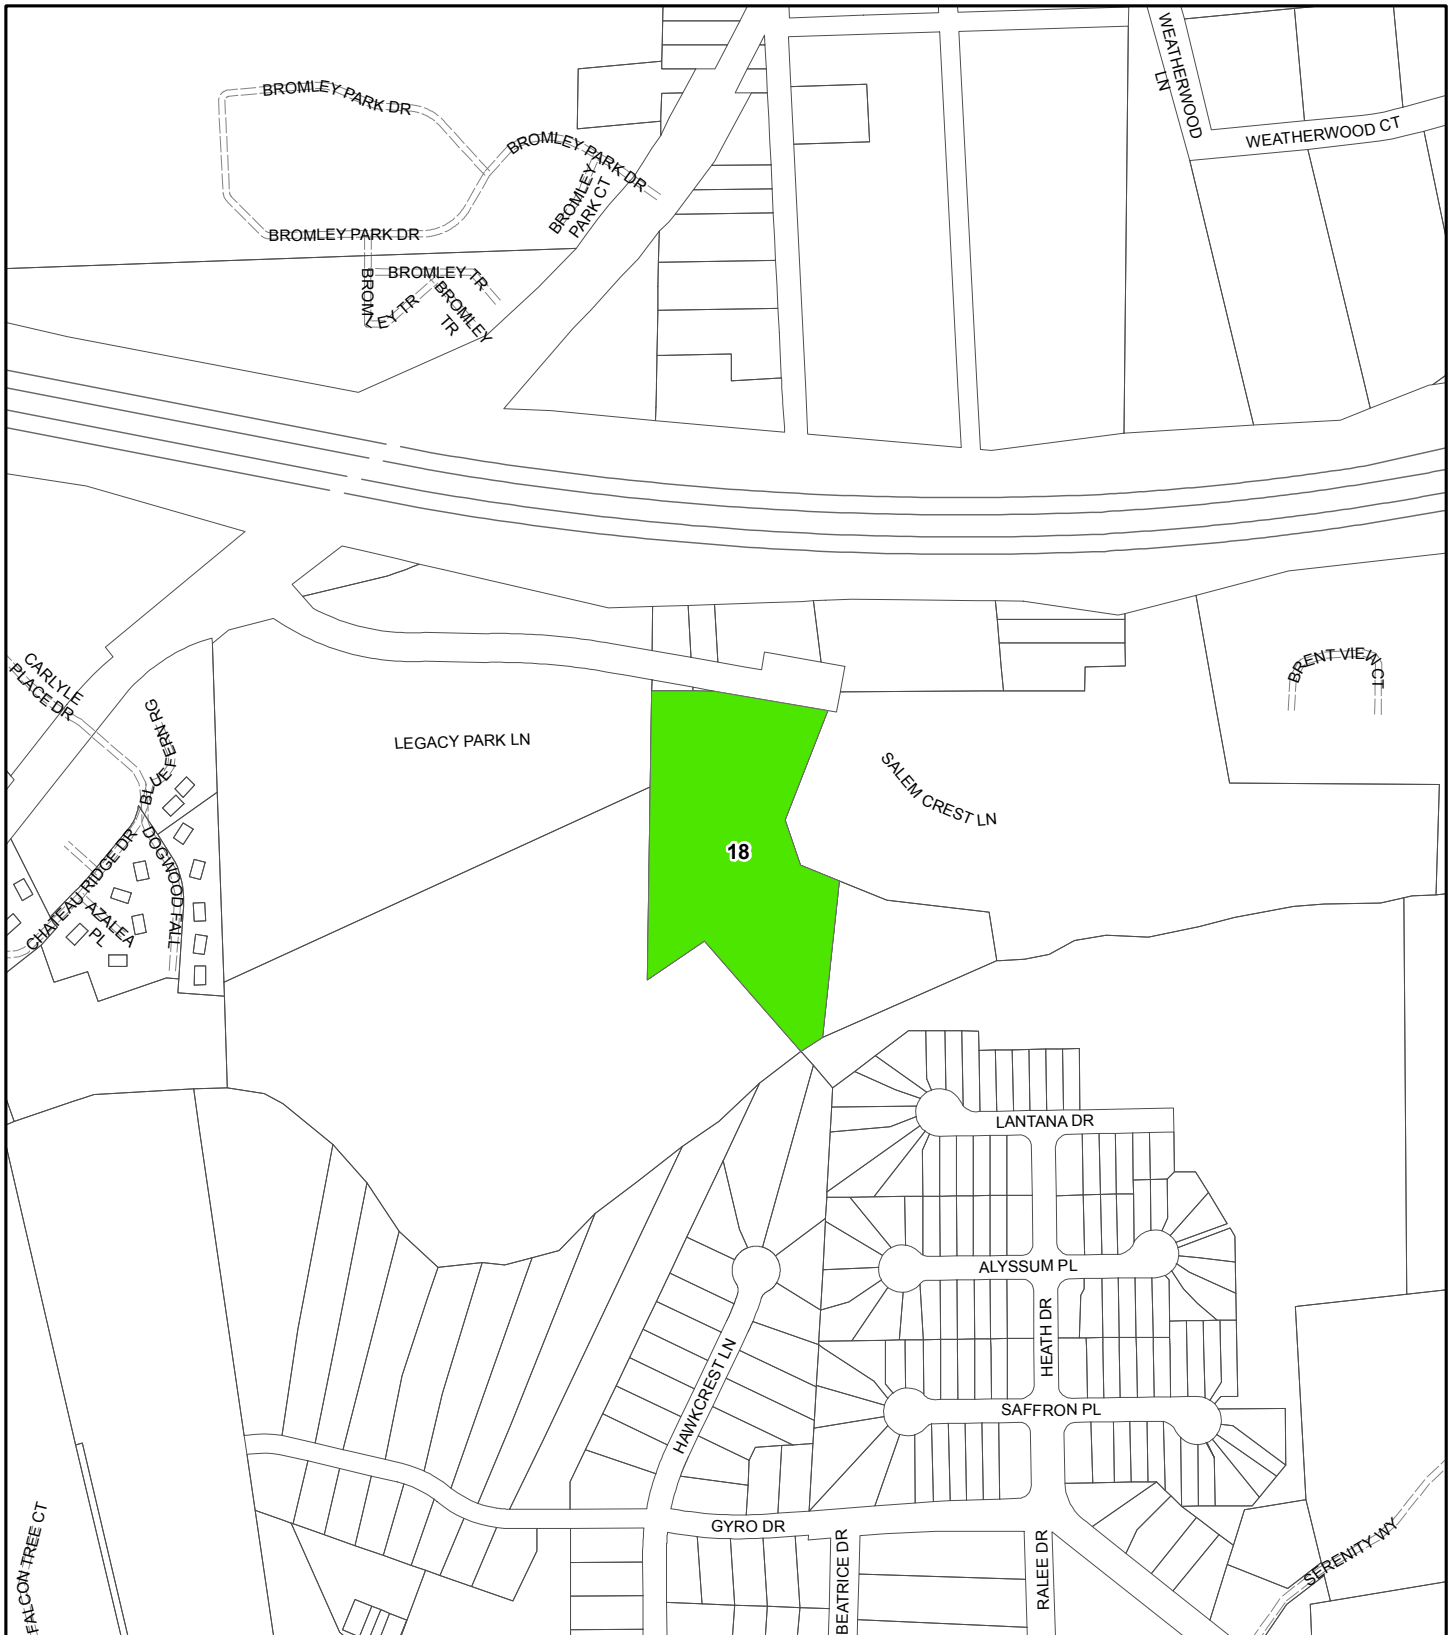 WEATHERWOOD
LN
WEATHERWOOD CT
BROMLEY PARK DR
BROMLEY PARK DR
BROMLEY
PARK CT
BROMLEY PARK DR
BROMLEY TR
BROMLEY TR
BROMLEY
TR
CARLYLE
PLACE DR
BRENT VIEW CT
BLUE FERN RG
LEGACY PARK LN
SALEM CREST LN
18
CHATEAU RIDGE DR
DOGWOOD FALL
AZALEA
PL
LANTANA DR
ALYSSUM PL
HEATH DR
HAWKCREST LN
SAFFRON PL
GYRO DR
BEATRICE DR
RALEE DR
SERENITY WY
FALCON TREE CT